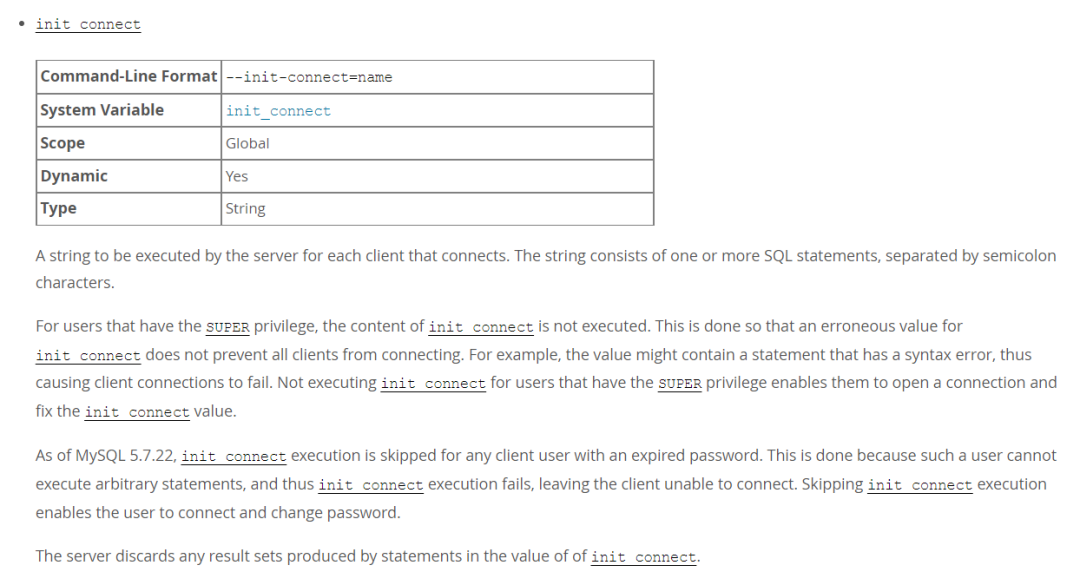 • init_connect
Command-Line Format --init-connect=name
System Variable init_connect
Scope Global
Dynamic Yes
Type String
A string to be executed by the server for each client that connects. The string consists of one or more SQL statements, separated by semicolon
characters.
For users that have the SUPER privilege, the content of init_connect is not executed. This is done so that an erroneous value for
init_connect does not prevent all clients from connecting. For example, the value might contain a statement that has a syntax error, thus
causing client connections to fail. Not executing init_connect for users that have the SUPER privilege enables them to open a connection and
fix the init_connect value.
As of MySQL 5.7.22, init_connect execution is skipped for any client user with an expired password. This is done because such a user cannot
execute arbitrary statements, and thus init_connect execution fails, leaving the client unable to connect. Skipping init_connect execution
enables the user to connect and change password.
The server discards any result sets produced by statements in the value of of init_connect.